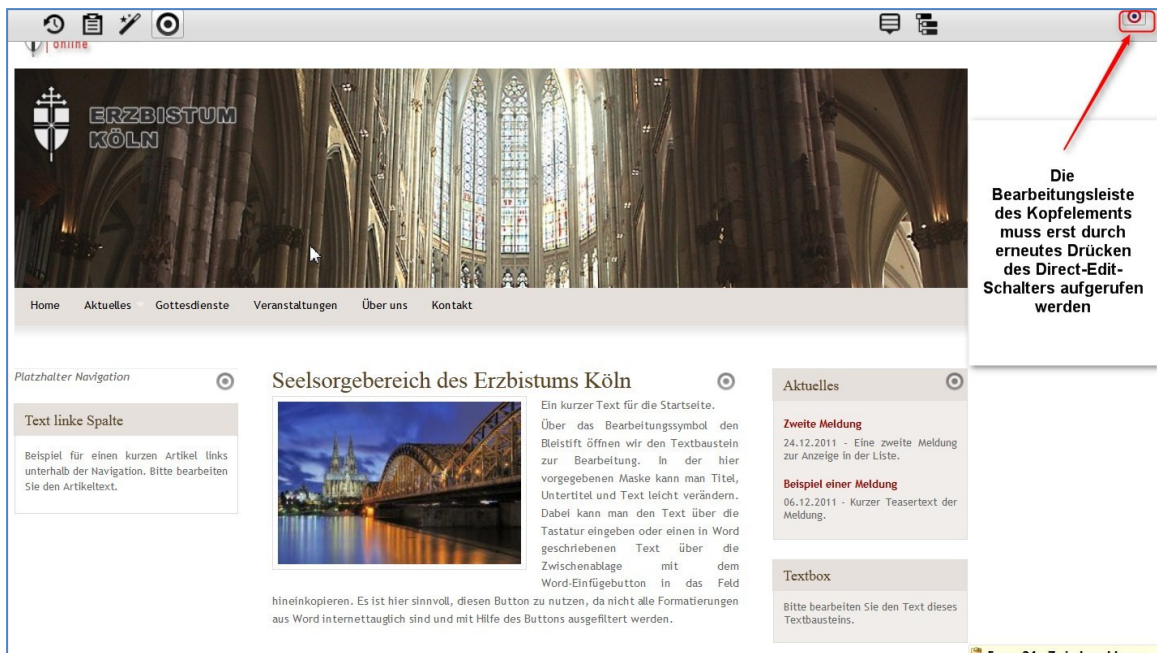 online
ERZBISTUM
KÖLN
Die
Bearbeitungsleiste
des Kopfelements
muss erst durch
erneutes Drücken
des Direct-Edit-
Schalters aufgerufen
werden
Home Aktuelles Gottesdienste Veranstaltungen Über uns Kontakt
Platzhalter Navigation
Text linke Spalte
Beispiel für einen kurzen Artikel links
unterhalb der Navigation. Bitte bearbeiten
Sie den Artikeltext.
Seelsorgebereich des Erzbistums Köln
Ein kurzer Text für die Startseite.
Über das Bearbeitungssymbol den
Bleistift öffnen wir den Textbaustein
zur Bearbeitung. In der hier
vorgegebenen Maske kann man Titel,
Untertitel und Text leicht verändern.
Dabei kann man den Text über die
Tastatur eingeben oder einen in Word
geschriebenen Text über die
Zwischenablage mit dem
Word-Einfügebutton in das Feld
hineinkopieren. Es ist hier sinnvoll, diesen Button zu nutzen, da nicht alle Formatierungen
aus Word internettauglich sind und mit Hilfe des Buttons ausgefiltert werden.
Aktuelles
Zweite Meldung
24.12.2011 - Eine zweite Meldung
zur Anzeige in der Liste.
Beispiel einer Meldung
06.12.2011 - Kurzer Teasertext der
Meldung.
Textbox
Bitte bearbeiten Sie den Text dieses
Textbausteins.